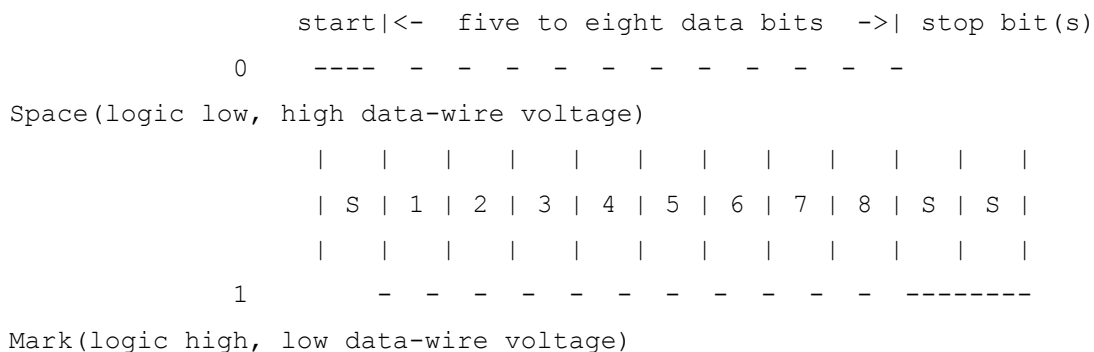 start|<-  five to eight data bits  ->| stop bit(s)
0    ---- -  -  -  -  -  -  -  -  -  -  -
Space(logic low, high data-wire voltage)
|   |   |   |   |   |   |   |   |   |   |   |
| S | 1 | 2 | 3 | 4 | 5 | 6 | 7 | 8 | S | S |
|   |   |   |   |   |   |   |   |   |   |   |
1        -  -  -  -  -  -  -  -  -  -  - --------
Mark(logic high, low data-wire voltage)